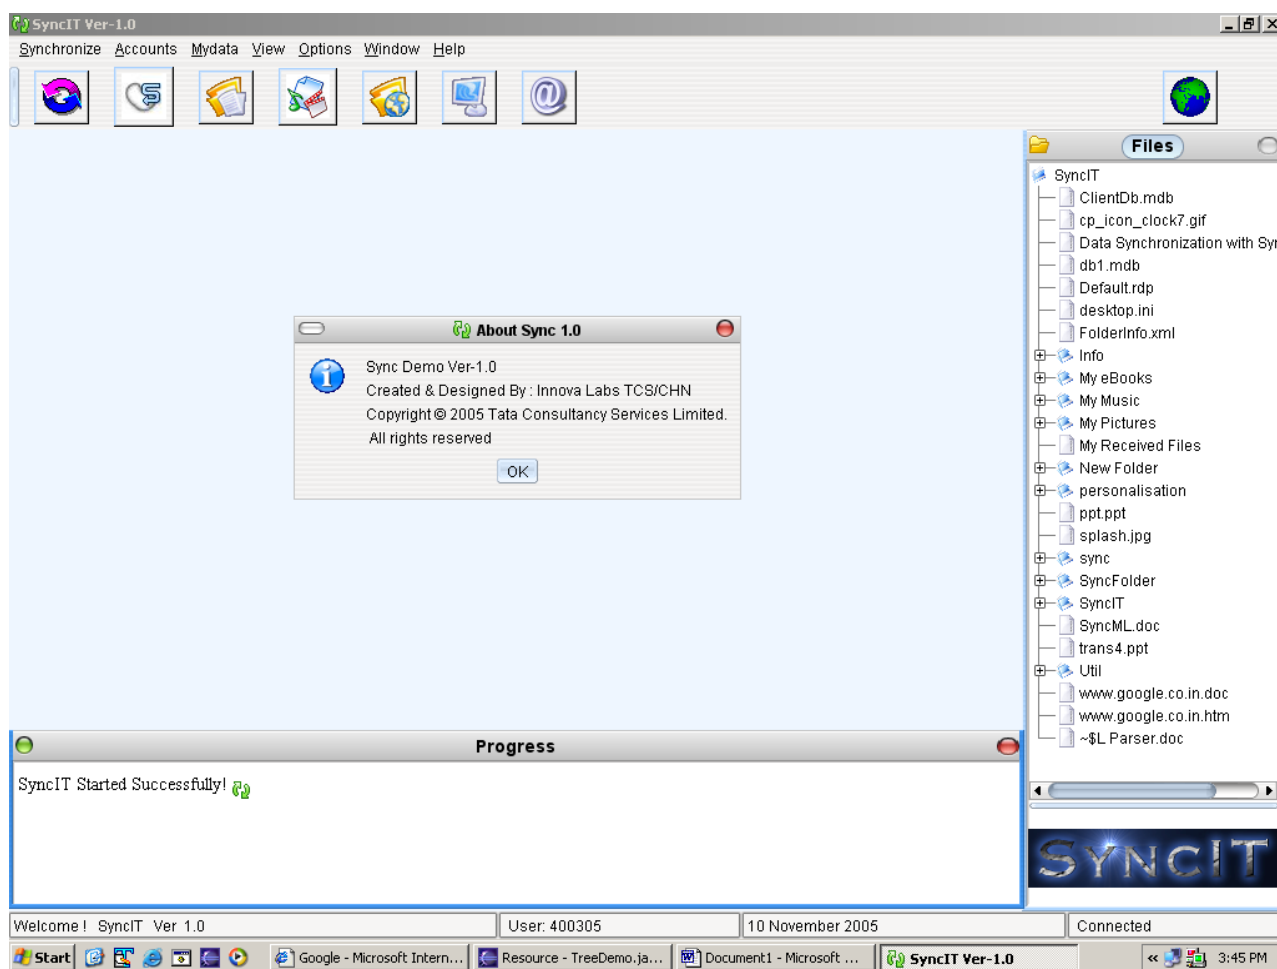 SyncIT Ver-1.0
Synchronize Accounts Mydata View Options Window Help
Files
SyncIT
ClientDb.mdb
cp_icon_clock7.gif
Data Synchronization with Syn
db1.mdb
Default.rdp
desktop.ini
FolderInfo.xml
Info
My eBooks
My Music
My Pictures
My Received Files
New Folder
personalisation
ppt.ppt
splash.jpg
sync
SyncFolder
SyncIT
SyncML.doc
trans4.ppt
Util
www.google.co.in.doc
www.google.co.in.htm
~$L Parser.doc
About Sync 1.0
Sync Demo Ver-1.0
Created & Designed By : Innova Labs TCS/CHN
Copyright © 2005 Tata Consultancy Services Limited.
All rights reserved
OK
Progress
SyncIT Started Successfully!
SYNCIT
Welcome ! SyncIT Ver 1.0 User: 400305 10 November 2005 Connected
Start Google - Microsoft Intern... Resource - TreeDemo.ja... Document1 - Microsoft ... SyncIT Ver-1.0 « 3:45 PM